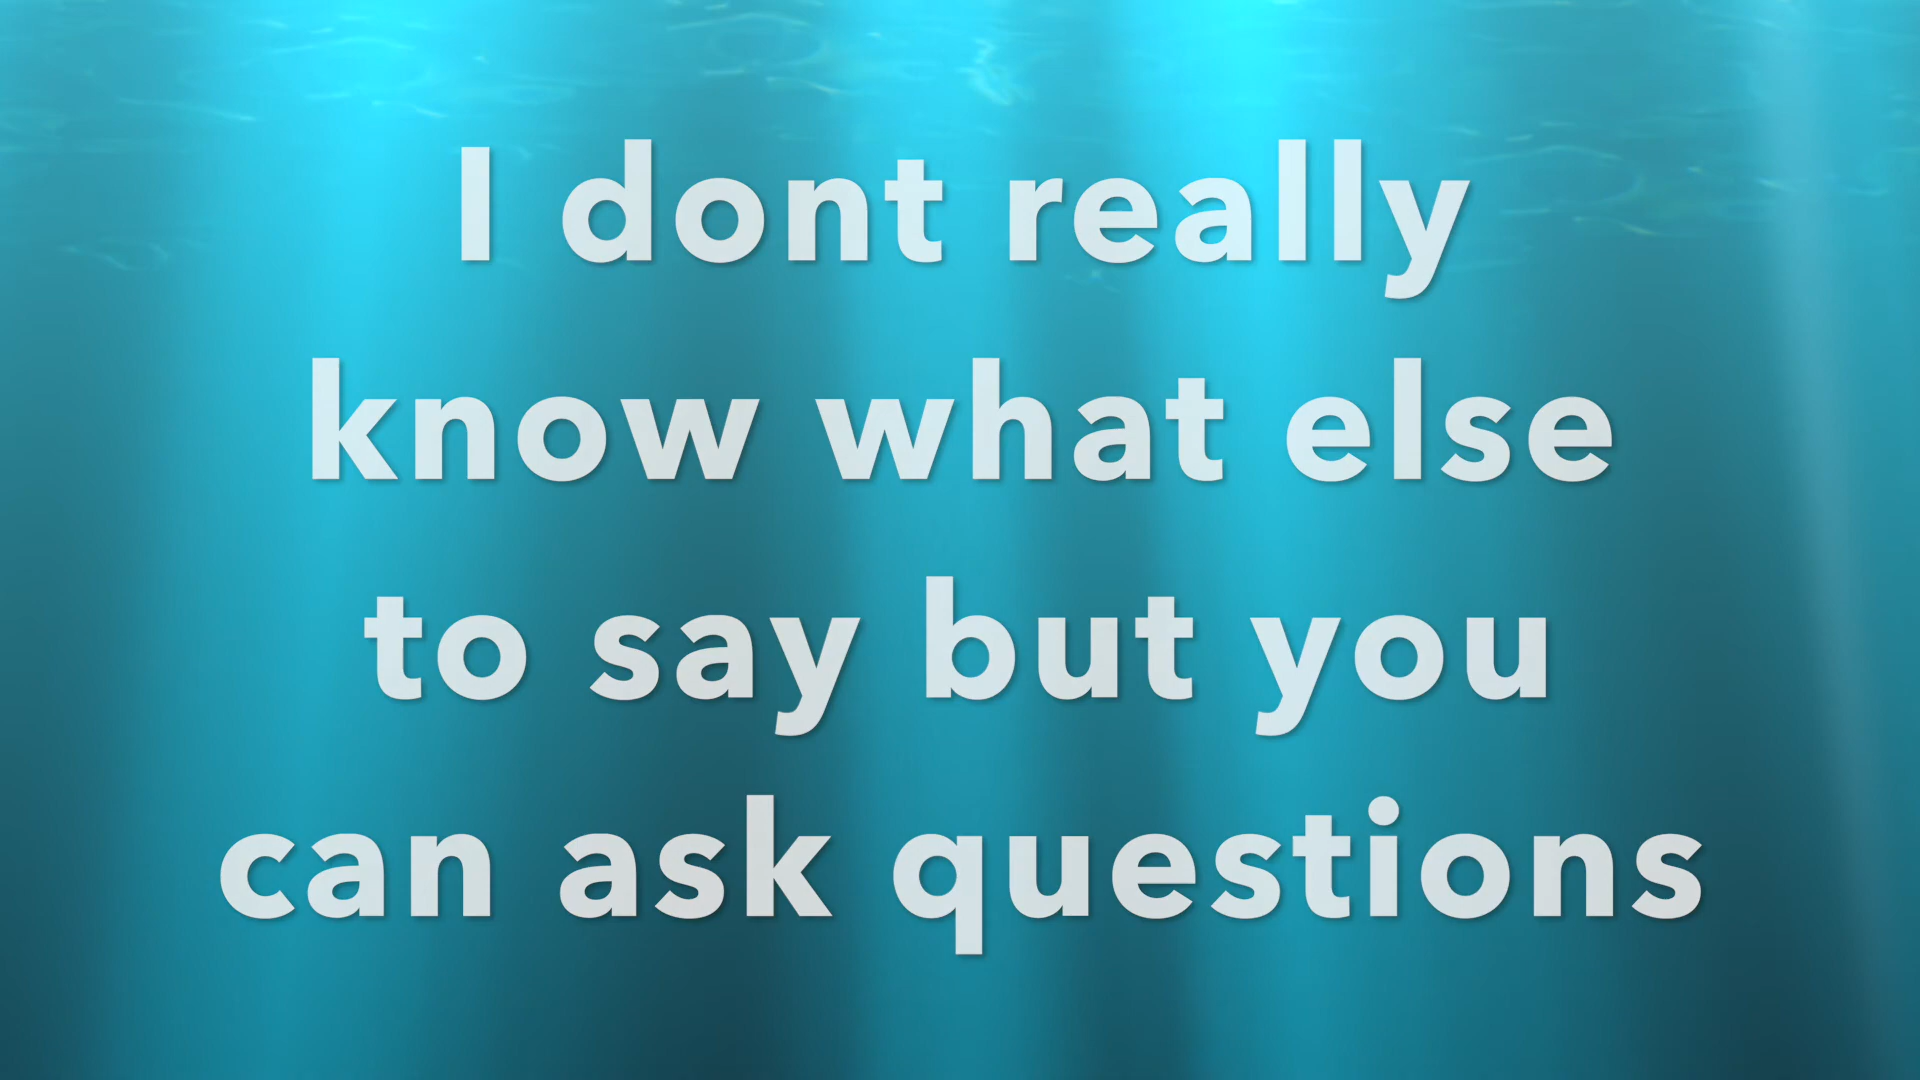 I dont really
know what else
to say but you
can ask questions